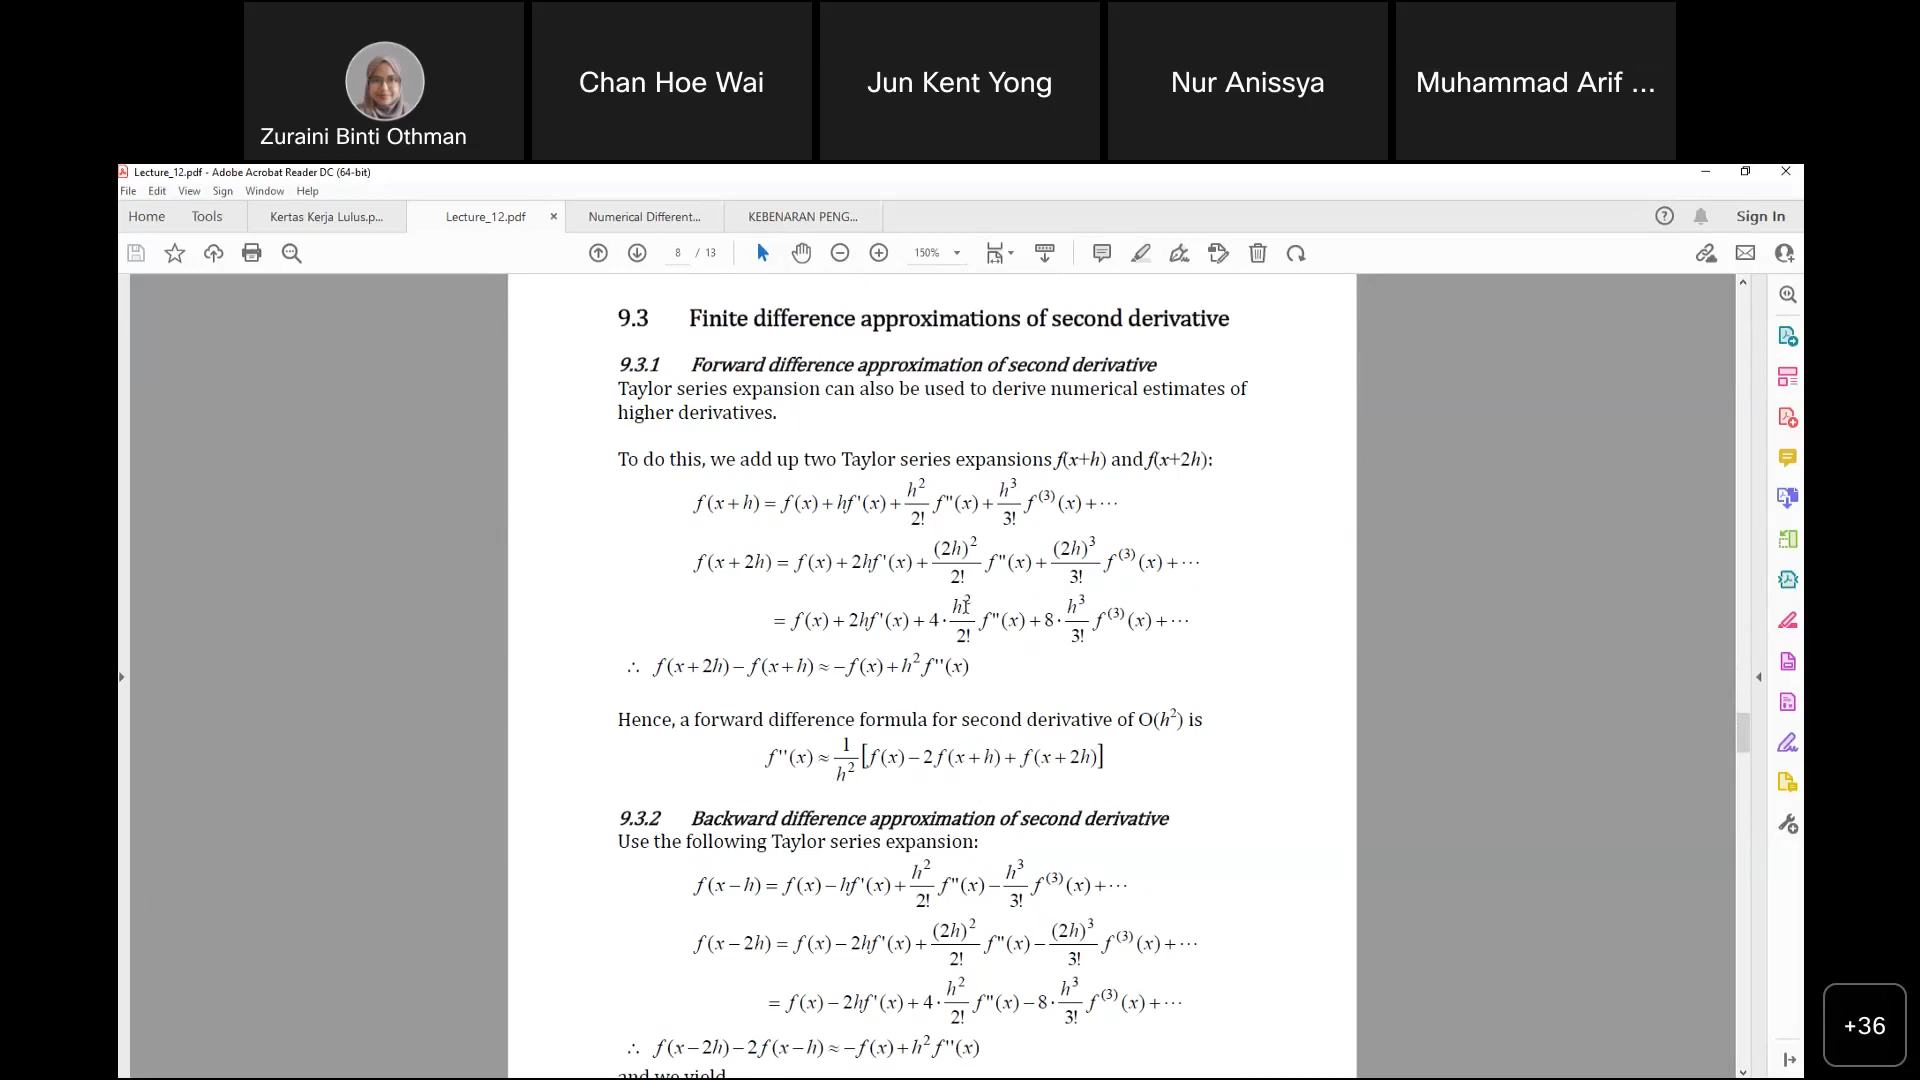 Zuraini Binti Othman
Chan Hoe Wai
Jun Kent Yong
Nur Anissya
Muhammad Arif ...
Lecture_12.pdf - Adobe Acrobat Reader DC (64-bit)
File Edit View Sign Window Help
Home Tools Kertas Kerja Lulus.p... Lecture_12.pdf × Numerical Different... KEBENARAN PENG... Sign In
8 / 13 150%
9.3 Finite difference approximations of second derivative
9.3.1 Forward difference approximation of second derivative
Taylor series expansion can also be used to derive numerical estimates of
higher derivatives.
To do this, we add up two Taylor series expansions f(x+h) and f(x+2h):
f(x+h) = f(x) + hf'(x) + h²/2! f''(x) + h³/3! f⁽³⁾(x) + ⋯
f(x+2h) = f(x) + 2hf'(x) + (2h)²/2! f''(x) + (2h)³/3! f⁽³⁾(x) + ⋯
= f(x) + 2hf'(x) + 4·h²/2! f''(x) + 8·h³/3! f⁽³⁾(x) + ⋯
∴ f(x+2h) − f(x+h) ≈ −f(x) + h² f''(x)
Hence, a forward difference formula for second derivative of O(h²) is
f''(x) ≈ 1/h² [f(x) − 2f(x+h) + f(x+2h)]
9.3.2 Backward difference approximation of second derivative
Use the following Taylor series expansion:
f(x−h) = f(x) − hf'(x) + h²/2! f''(x) − h³/3! f⁽³⁾(x) + ⋯
f(x−2h) = f(x) − 2hf'(x) + (2h)²/2! f''(x) − (2h)³/3! f⁽³⁾(x) + ⋯
= f(x) − 2hf'(x) + 4·h²/2! f''(x) − 8·h³/3! f⁽³⁾(x) + ⋯
∴ f(x−2h) − 2f(x−h) ≈ −f(x) + h² f''(x)
and we yield
+36